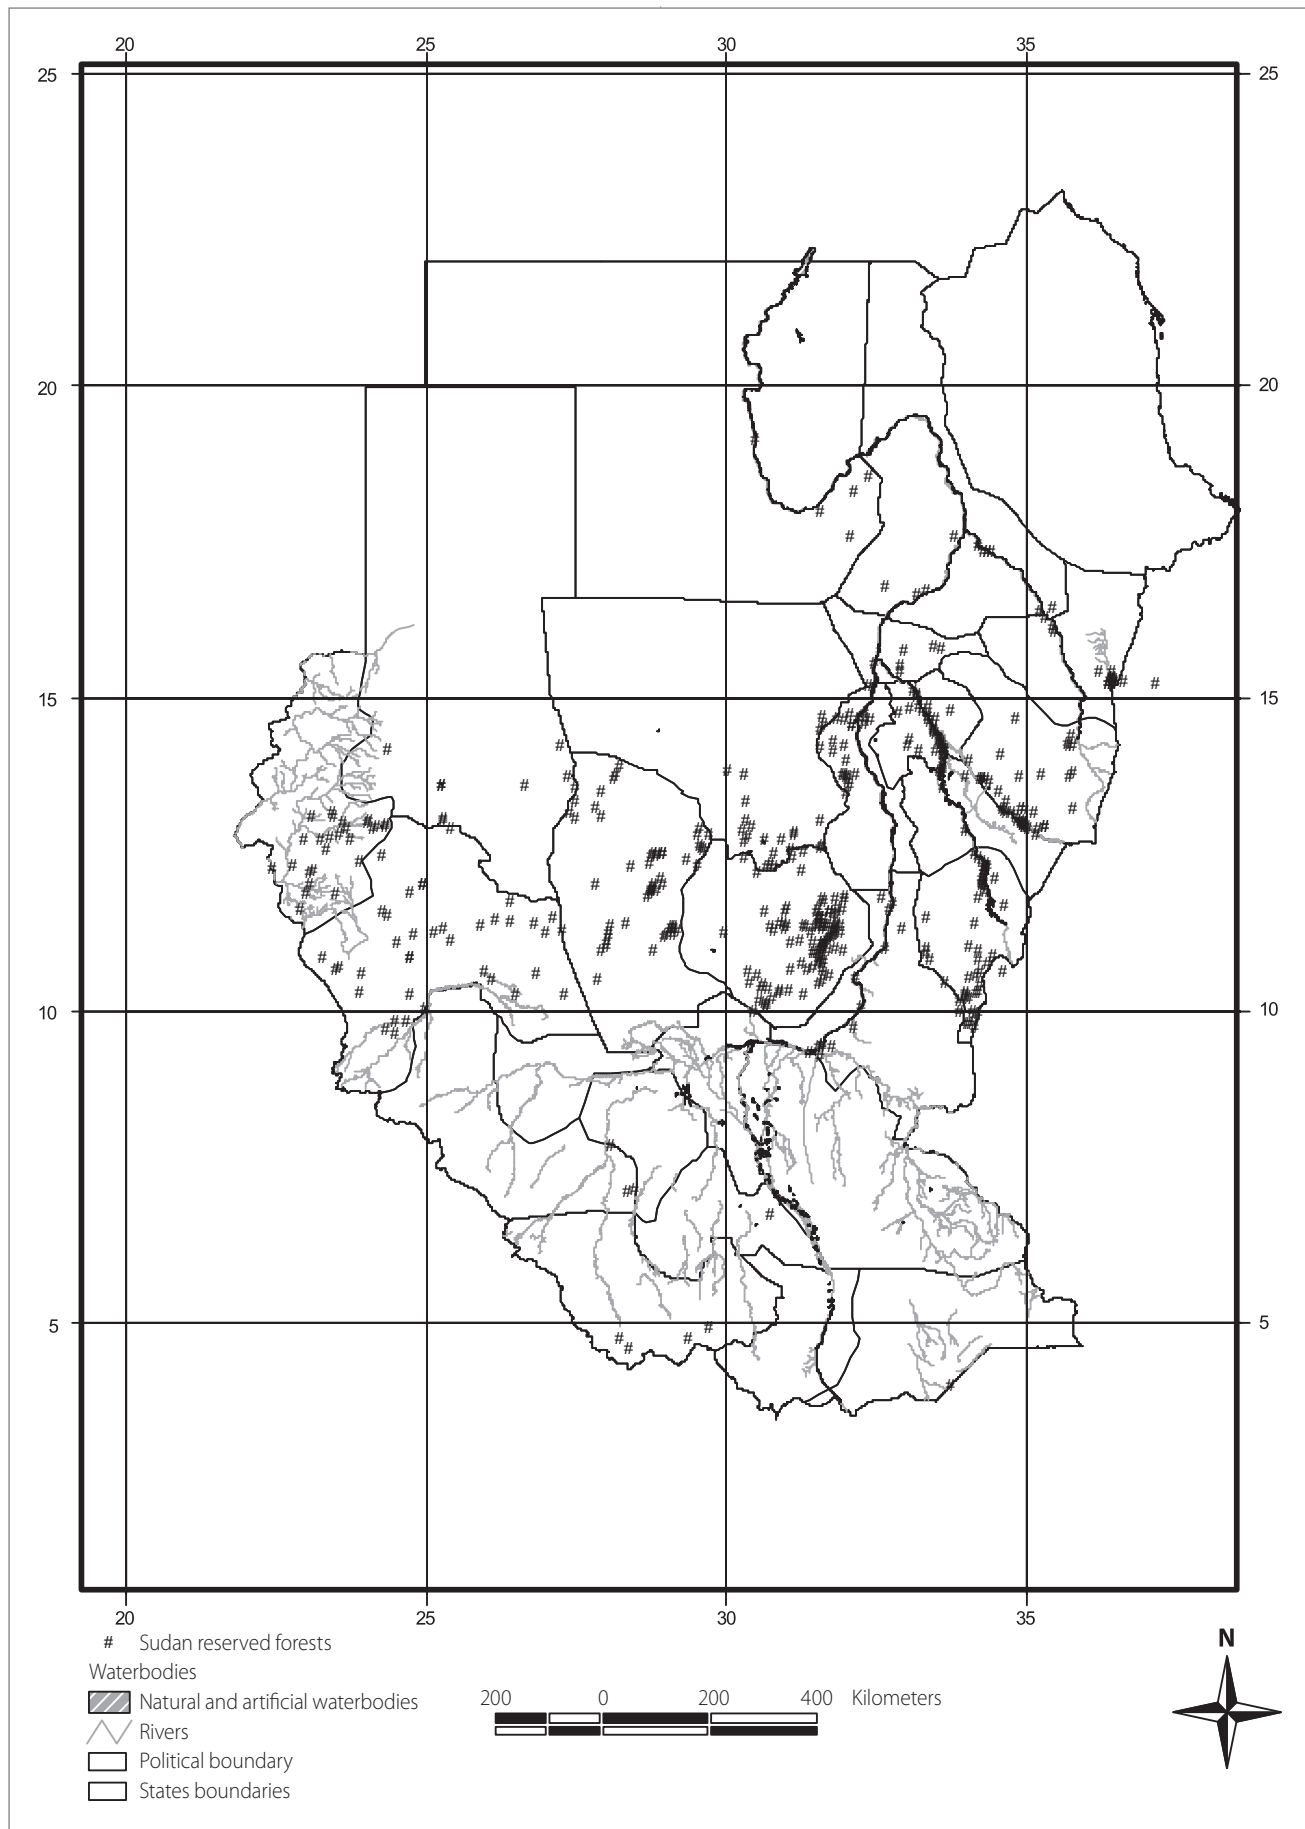 20 25 30 35
25 25
20 20
15 15
10 10
5 5
20 25 30 35
# Sudan reserved forests
Waterbodies
Natural and artificial waterbodies
Rivers
Political boundary
States boundaries
200 0 200 400 Kilometers
N